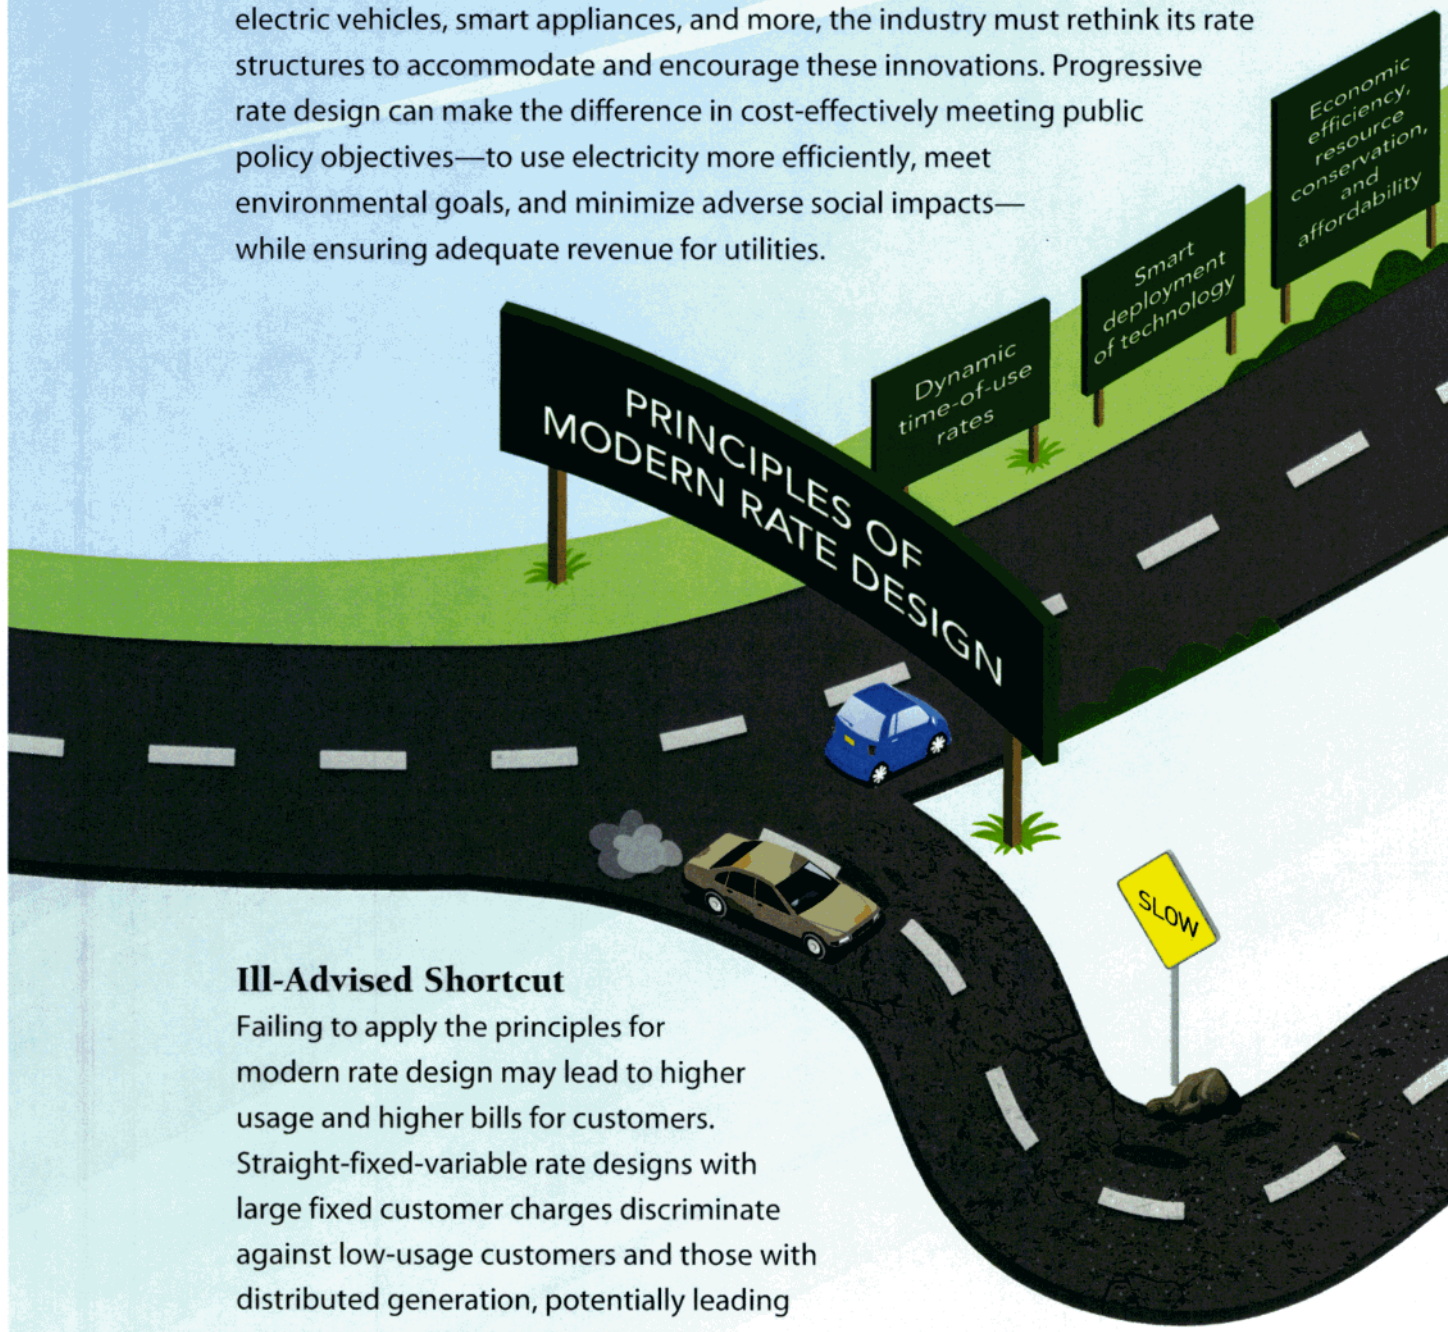 electric vehicles, smart appliances, and more, the industry must rethink its rate
structures to accommodate and encourage these innovations. Progressive
rate design can make the difference in cost-effectively meeting public
policy objectives—to use electricity more efficiently, meet
environmental goals, and minimize adverse social impacts—
while ensuring adequate revenue for utilities.
Economic
efficiency,
resource
conservation,
and
affordability
Smart
deployment
of technology
Dynamic
time-of-use
rates
PRINCIPLES OF
MODERN RATE DESIGN
SLOW
Ill-Advised Shortcut
Failing to apply the principles for
modern rate design may lead to higher
usage and higher bills for customers.
Straight-fixed-variable rate designs with
large fixed customer charges discriminate
against low-usage customers and those with
distributed generation, potentially leading